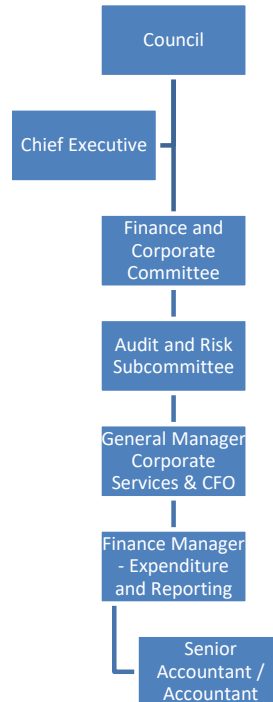 Council
Chief Executive
Finance and
Corporate
Committee
Audit and Risk
Subcommittee
General Manager
Corporate
Services & CFO
Finance Manager
- Expenditure
and Reporting
Senior
Accountant /
Accountant